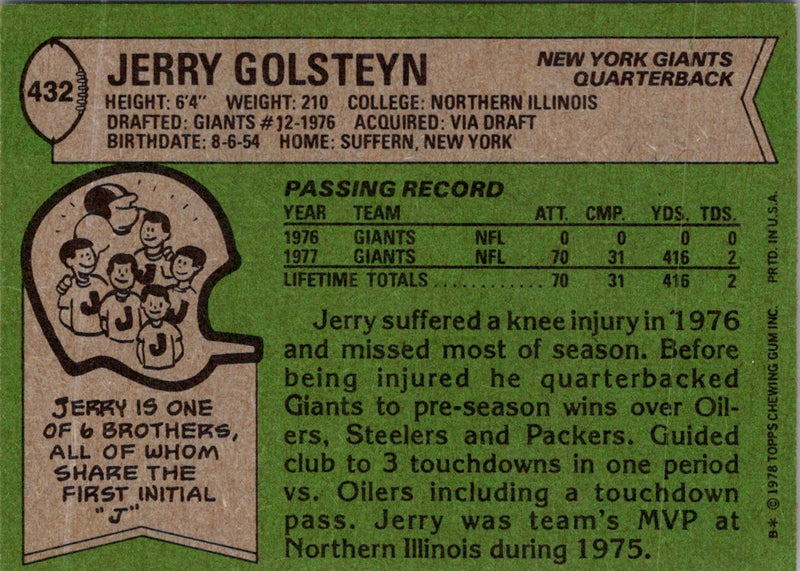 432
JERRY GOLSTEYN
NEW YORK GIANTS
QUARTERBACK
HEIGHT: 6'4" WEIGHT: 210 COLLEGE: NORTHERN ILLINOIS
DRAFTED: GIANTS #12-1976 ACQUIRED: VIA DRAFT
BIRTHDATE: 8-6-54 HOME: SUFFERN, NEW YORK
J
J
J
J
JERRY IS ONE
OF 6 BROTHERS,
ALL OF WHOM
SHARE THE
FIRST INITIAL
"J"
PASSING RECORD
YEAR TEAM ATT. CMP. YDS. TDS.
1976 GIANTS NFL 0 0 0 0
1977 GIANTS NFL 70 31 416 2
LIFETIME TOTALS ............ 70 31 416 2
Jerry suffered a knee injury in 1976
and missed most of season. Before
being injured he quarterbacked
Giants to pre-season wins over Oil-
ers, Steelers and Packers. Guided
club to 3 touchdowns in one period
vs. Oilers including a touchdown
pass. Jerry was team's MVP at
Northern Illinois during 1975.
B* © 1978 TOPPS CHEWING GUM INC. PRTD. IN U.S.A.